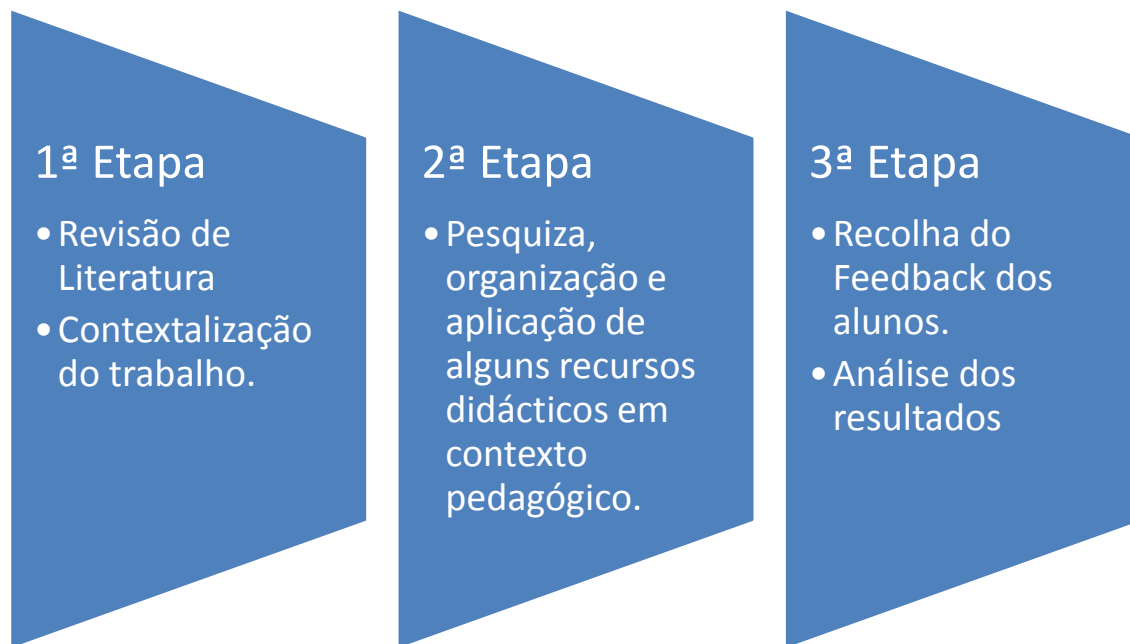 1ª Etapa
•Revisão de
Literatura
•Contextalização
do trabalho.
2ª Etapa
•Pesquiza,
organização e
aplicação de
alguns recursos
didácticos em
contexto
pedagógico.
3ª Etapa
•Recolha do
Feedback dos
alunos.
•Análise dos
resultados